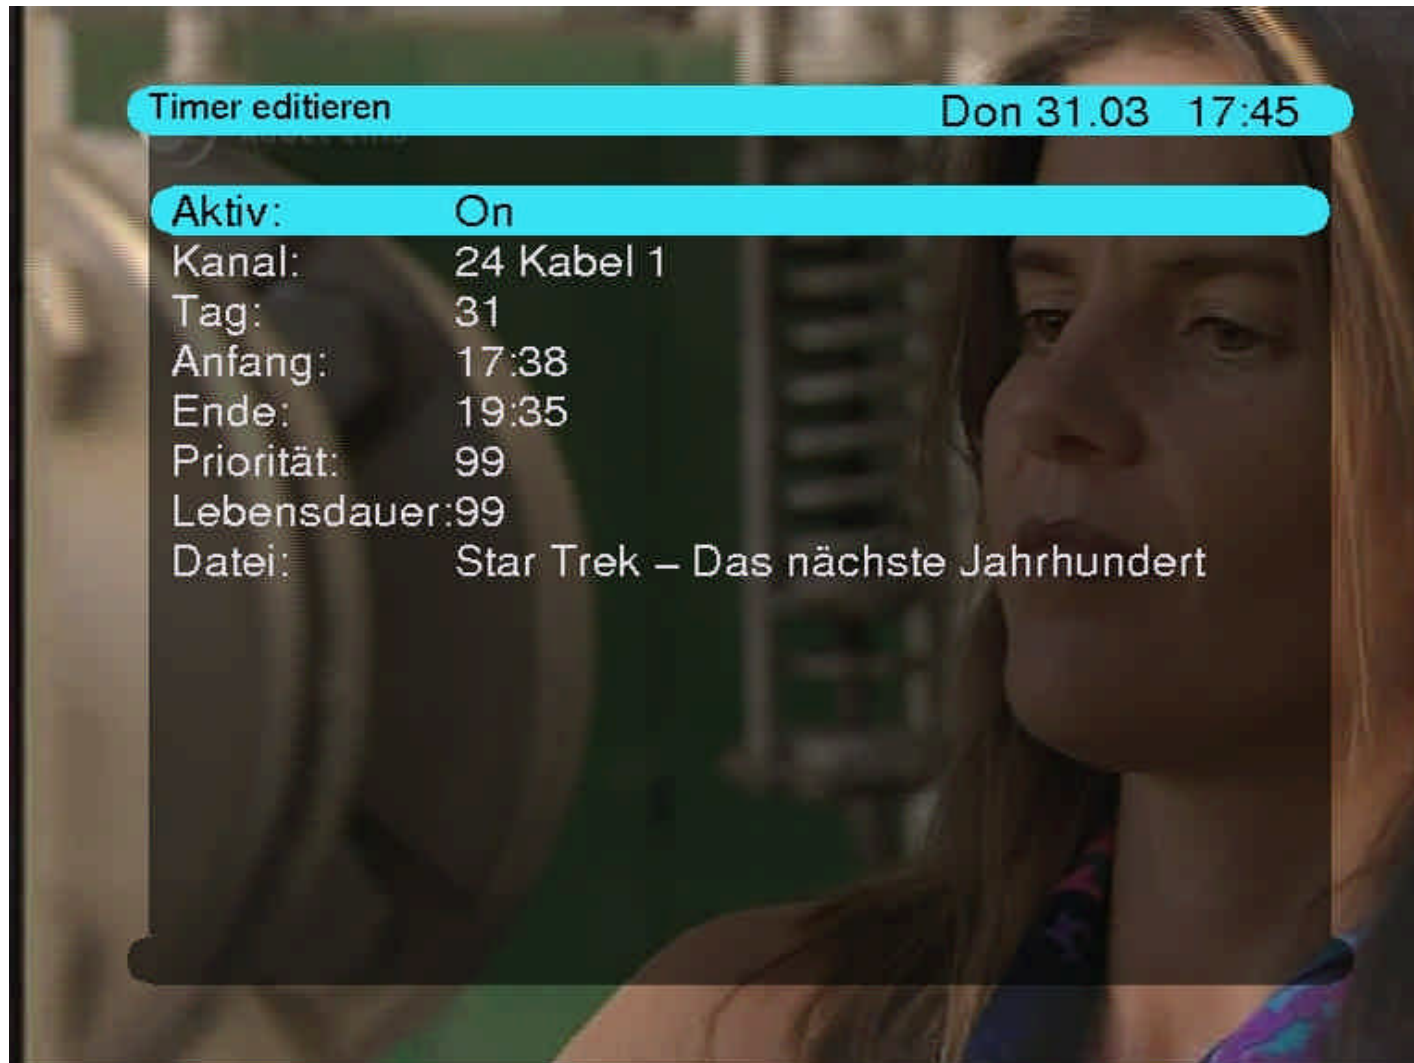 Timer editieren Don 31.03 17:45
Aktiv: On
Kanal: 24 Kabel 1
Tag: 31
Anfang: 17:38
Ende: 19:35
Priorität: 99
Lebensdauer:99
Datei: Star Trek – Das nächste Jahrhundert